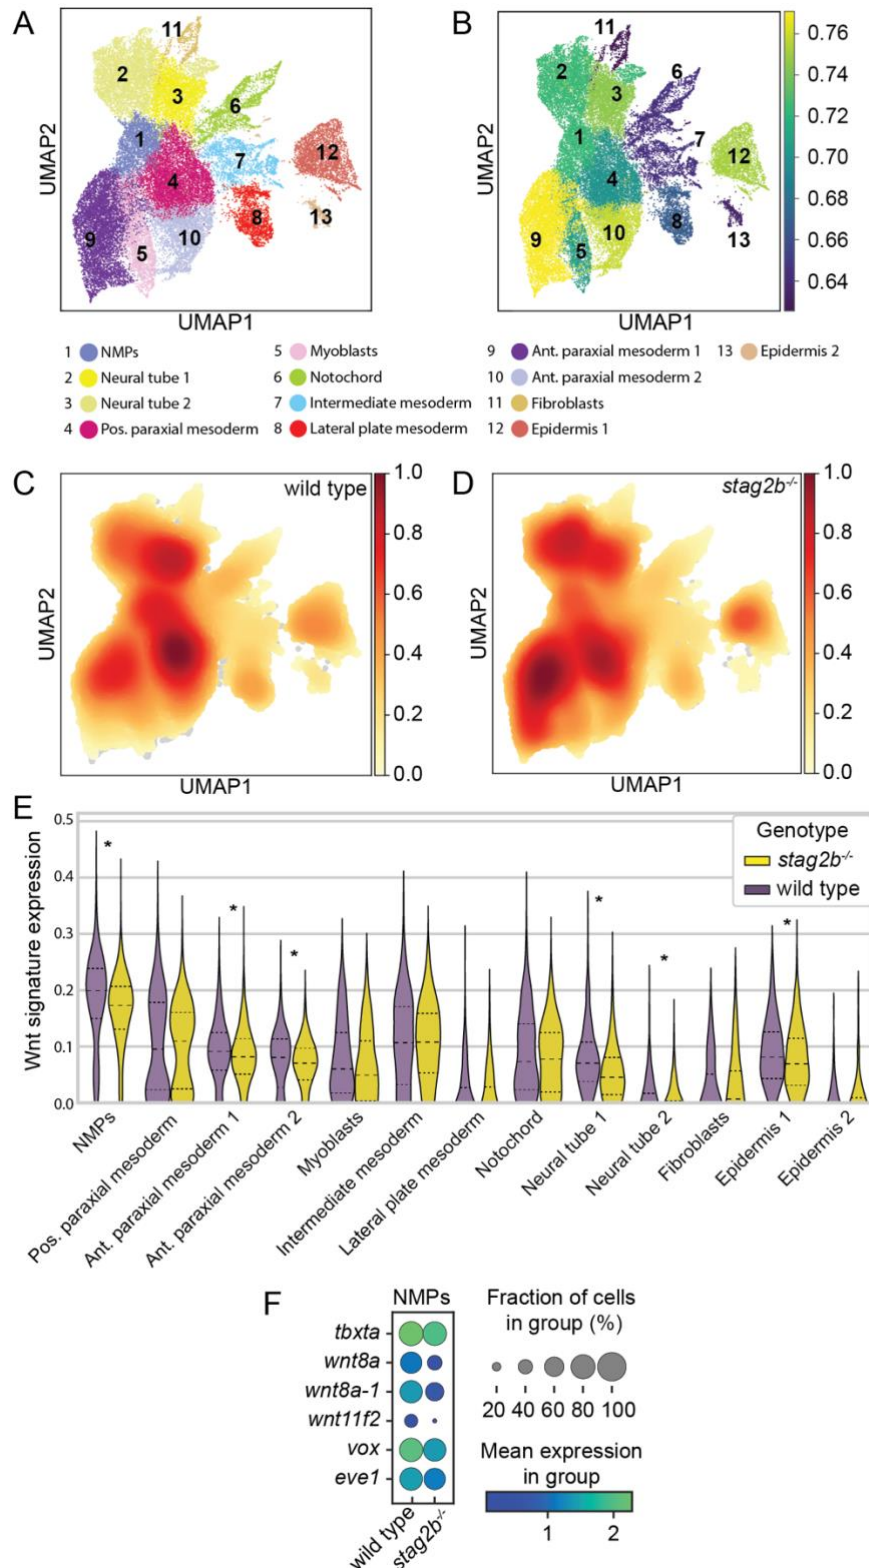 A
11
2
3
1
6
7
4
12
8
13
9
5
10
UMAP2
UMAP1
B
11
2
3
6
1
7
4
12
8
13
9
5
10
UMAP2
UMAP1
0.76
0.74
0.72
0.70
0.68
0.66
0.64
1 NMPs
2 Neural tube 1
3 Neural tube 2
4 Pos. paraxial mesoderm
5 Myoblasts
6 Notochord
7 Intermediate mesoderm
8 Lateral plate mesoderm
9 Ant. paraxial mesoderm 1
10 Ant. paraxial mesoderm 2
11 Fibroblasts
12 Epidermis 1
13 Epidermis 2
C
wild type
UMAP2
UMAP1
1.0
0.8
0.6
0.4
0.2
0.0
D
stag2b-/-
UMAP2
UMAP1
1.0
0.8
0.6
0.4
0.2
0.0
E
Wnt signature expression
0.5
0.4
0.3
0.2
0.1
0.0
*
*
*
*
*
*
Genotype
stag2b-/-
wild type
NMPs
Pos. paraxial mesoderm
Ant. paraxial mesoderm 1
Ant. paraxial mesoderm 2
Myoblasts
Intermediate mesoderm
Lateral plate mesoderm
Notochord
Neural tube 1
Neural tube 2
Fibroblasts
Epidermis 1
Epidermis 2
F
NMPs
tbxta
wnt8a
wnt8a-1
wnt11f2
vox
eve1
wild type
stag2b-/-
Fraction of cells
in group (%)
20 40 60 80 100
Mean expression
in group
1 2